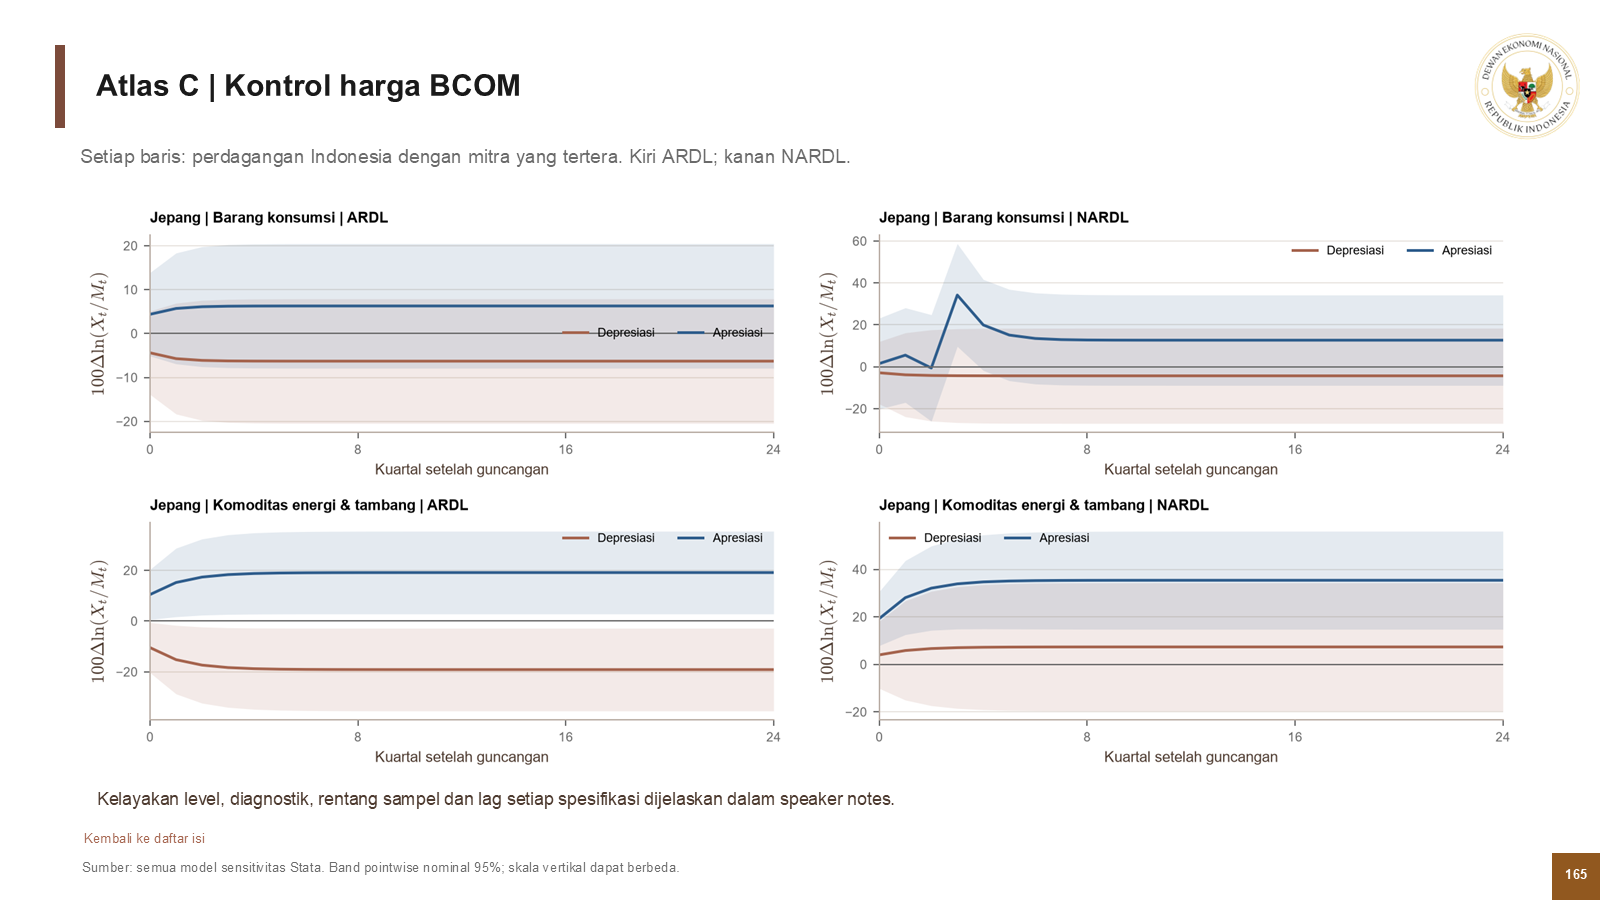 Atlas C | Kontrol harga BCOM
DEWAN EKONOMI NASIONAL
REPUBLIK INDONESIA
Setiap baris: perdagangan Indonesia dengan mitra yang tertera. Kiri ARDL; kanan NARDL.
Jepang | Barang konsumsi | ARDL
100Δln(Xₜ/Mₜ)
20
10
0
−10
−20
Depresiasi
Apresiasi
0
8
16
24
Kuartal setelah guncangan
Jepang | Barang konsumsi | NARDL
100Δln(Xₜ/Mₜ)
60
40
20
0
−20
Depresiasi
Apresiasi
0
8
16
24
Kuartal setelah guncangan
Jepang | Komoditas energi & tambang | ARDL
100Δln(Xₜ/Mₜ)
20
0
−20
Depresiasi
Apresiasi
0
8
16
24
Kuartal setelah guncangan
Jepang | Komoditas energi & tambang | NARDL
100Δln(Xₜ/Mₜ)
40
20
0
−20
Depresiasi
Apresiasi
0
8
16
24
Kuartal setelah guncangan
Kelayakan level, diagnostik, rentang sampel dan lag setiap spesifikasi dijelaskan dalam speaker notes.
Kembali ke daftar isi
Sumber: semua model sensitivitas Stata. Band pointwise nominal 95%; skala vertikal dapat berbeda.
165